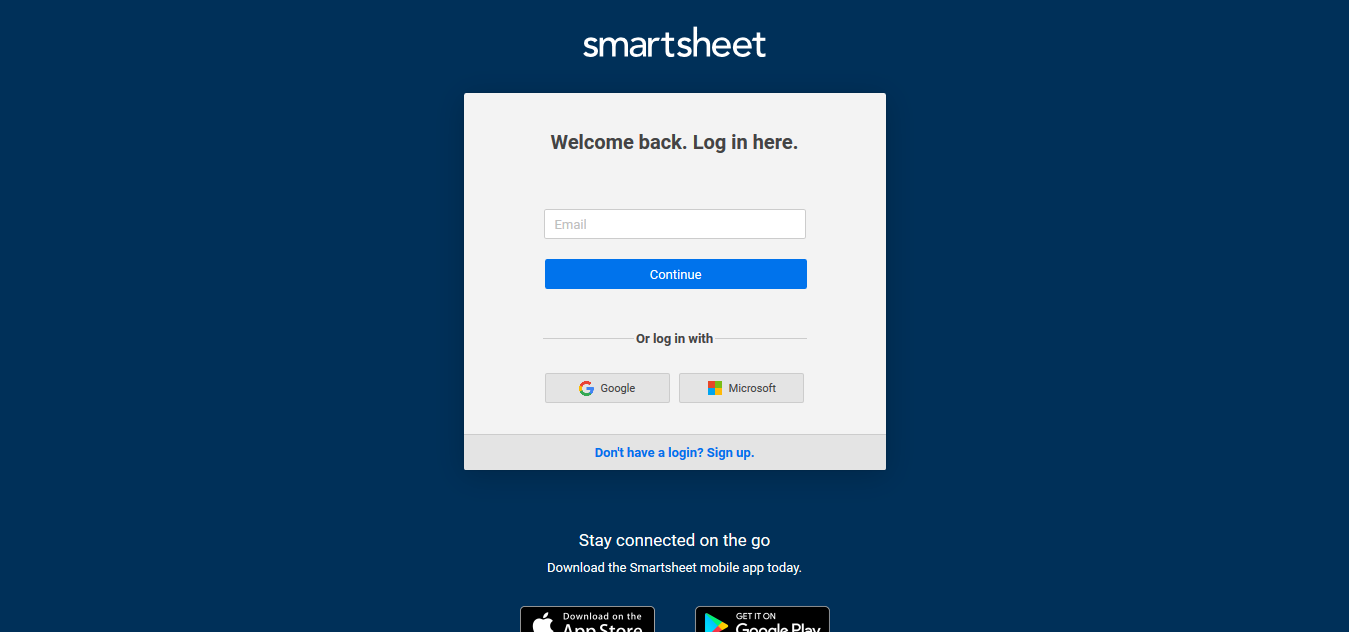 smartsheet
Welcome back. Log in here.
Email
Continue
Or log in with
Google
Microsoft
Don't have a login? Sign up.
Stay connected on the go
Download the Smartsheet mobile app today.
Download on the
App Store
GET IT ON
Google Play